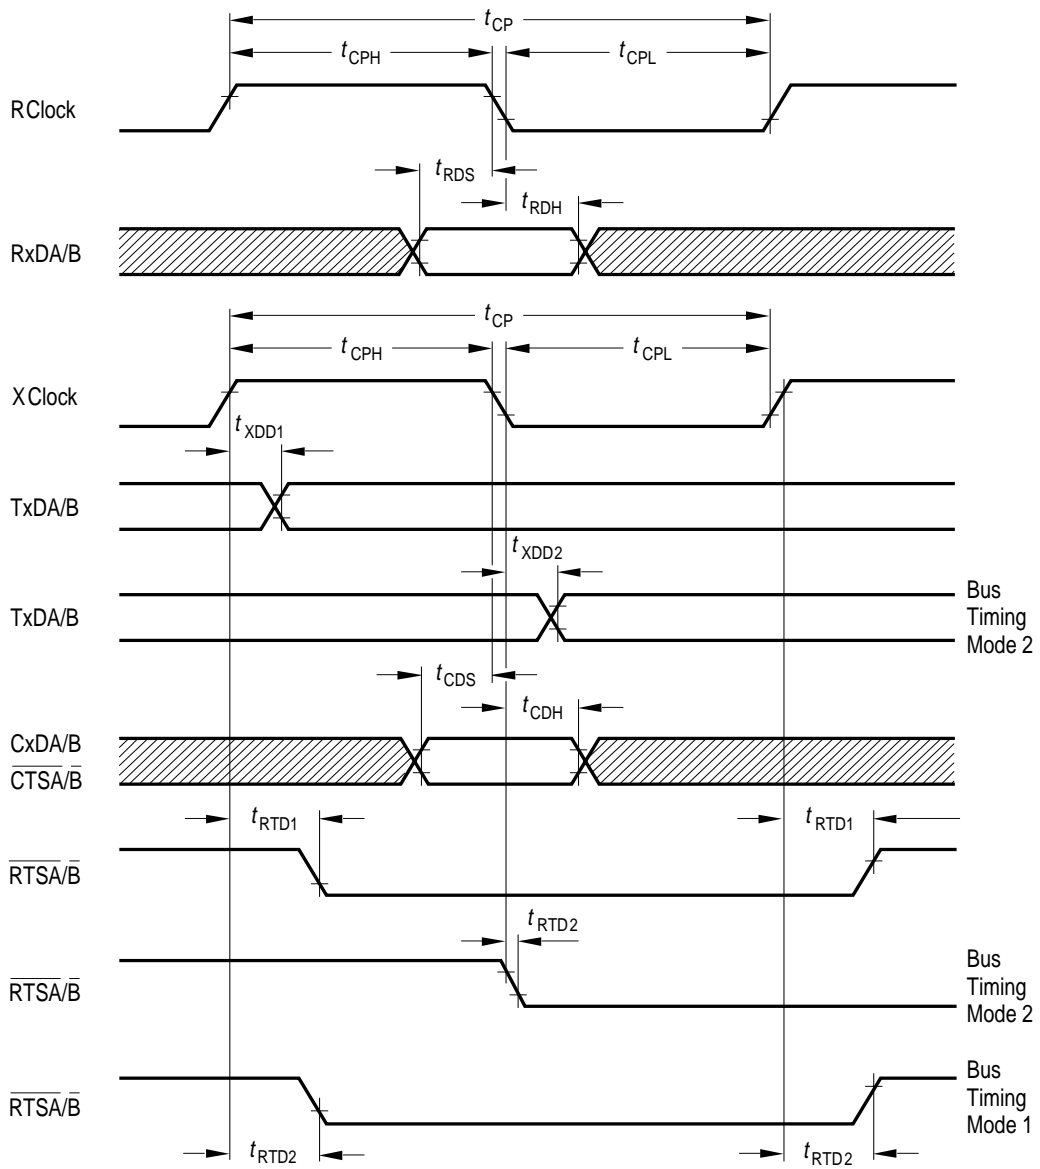 tCP
tCPH tCPL
RClock
tRDS
tRDH
RxDA/B
tCP
tCPH tCPL
XClock
tXDD1
TxDA/B
tXDD2
TxDA/B
Bus
Timing
Mode 2
tCDS
tCDH
CxDA/B
CTSA/B
tRTD1 tRTD1
RTSA/B
tRTD2
RTSA/B
Bus
Timing
Mode 2
RTSA/B
Bus
Timing
Mode 1
tRTD2 tRTD2